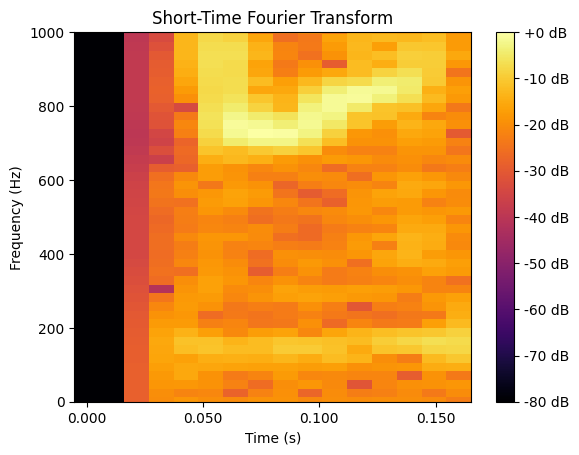 Short-Time Fourier Transform
1000
800
600
400
200
0
Frequency (Hz)
0.000
0.050
0.100
0.150
Time (s)
+0 dB
-10 dB
-20 dB
-30 dB
-40 dB
-50 dB
-60 dB
-70 dB
-80 dB